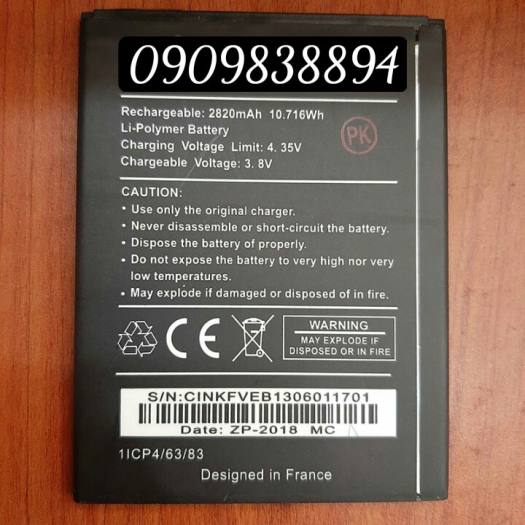 0909838894
Rechargeable: 2820mAh 10.716Wh
Li-Polymer Battery
Charging Voltage Limit: 4.35V
Chargeable Voltage: 3.8V
PK
CAUTION:
• Use only the original charger.
• Never disassemble or short-circuit the battery.
• Dispose the battery of properly.
• Do not expose the battery to very high nor very
low temperatures.
• May explode if damaged or disposed of in fire.
CE
WARNING
MAY EXPLODE IF
DISPOSED OR IN FIRE
S/N:CINKFVEB1306011701
Date: ZP-2018 MC
1ICP4/63/83
Designed in France